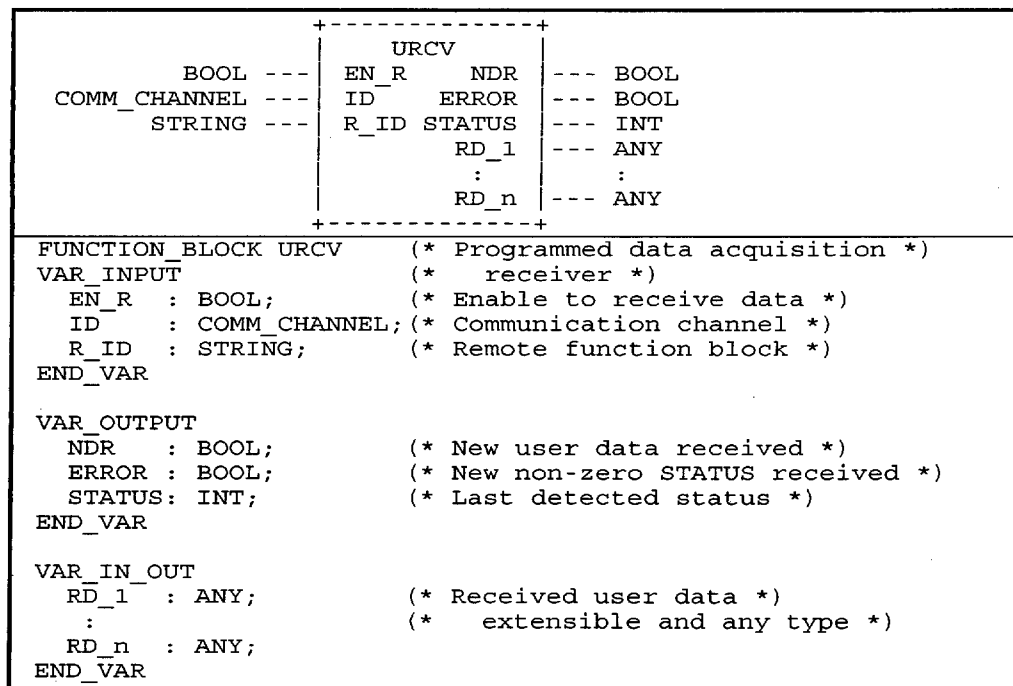 +--------------+
| URCV |
BOOL ---| EN_R NDR |--- BOOL
COMM_CHANNEL ---| ID ERROR |--- BOOL
STRING ---| R_ID STATUS |--- INT
| RD_1 |--- ANY
| : | :
| RD_n |--- ANY
+--------------+
FUNCTION_BLOCK URCV (* Programmed data acquisition *)
VAR_INPUT (* receiver *)
EN_R : BOOL; (* Enable to receive data *)
ID : COMM_CHANNEL; (* Communication channel *)
R_ID : STRING; (* Remote function block *)
END_VAR
VAR_OUTPUT
NDR : BOOL; (* New user data received *)
ERROR : BOOL; (* New non-zero STATUS received *)
STATUS: INT; (* Last detected status *)
END_VAR
VAR_IN_OUT
RD_1 : ANY; (* Received user data *)
: (* extensible and any type *)
RD_n : ANY;
END_VAR